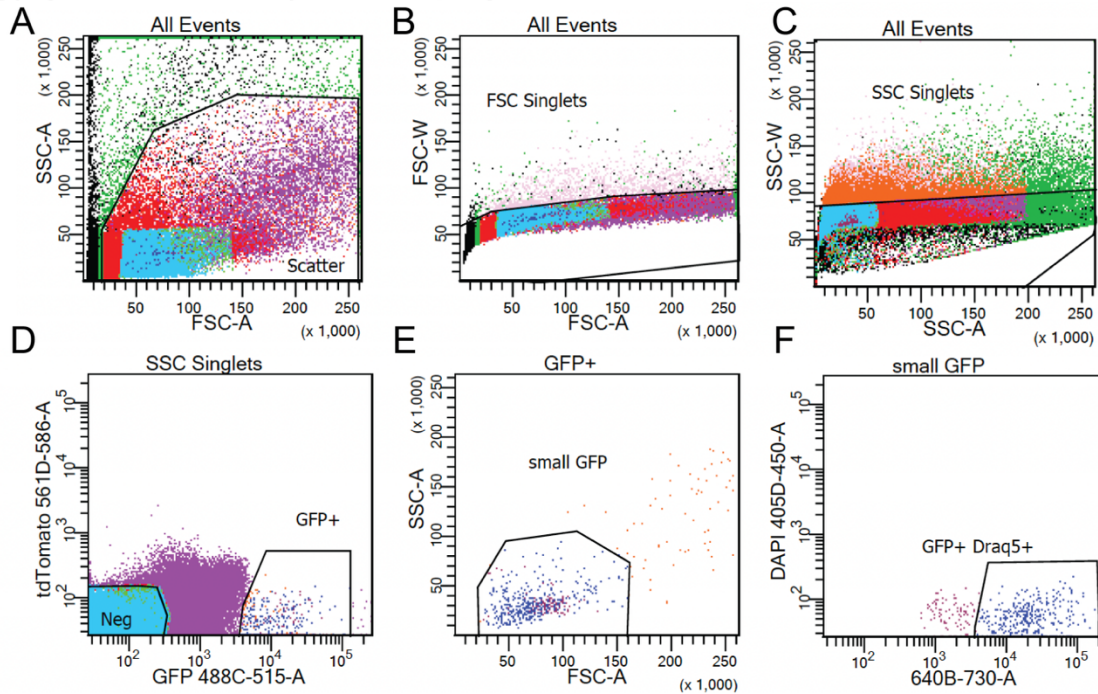 A
All Events
(x 1,000)
250
200
150
100
50
SSC-A
Scatter
50 100 150 200 250
FSC-A
(x 1,000)
B
All Events
(x 1,000)
250
200
150
100
50
FSC-W
FSC Singlets
50 100 150 200 250
FSC-A
(x 1,000)
C
All Events
(x 1,000)
250
200
150
100
50
SSC-W
SSC Singlets
50 100 150 200 250
SSC-A
(x 1,000)
D
SSC Singlets
tdTomato 561D-586-A
10^5
10^4
10^3
10^2
GFP+
Neg
10^2 10^3 10^4 10^5
GFP 488C-515-A
E
GFP+
(x 1,000)
250
200
150
100
50
SSC-A
small GFP
50 100 150 200 250
FSC-A
(x 1,000)
F
small GFP
DAPI 405D-450-A
10^5
10^4
10^3
10^2
GFP+ Draq5+
10^2 10^3 10^4 10^5
640B-730-A